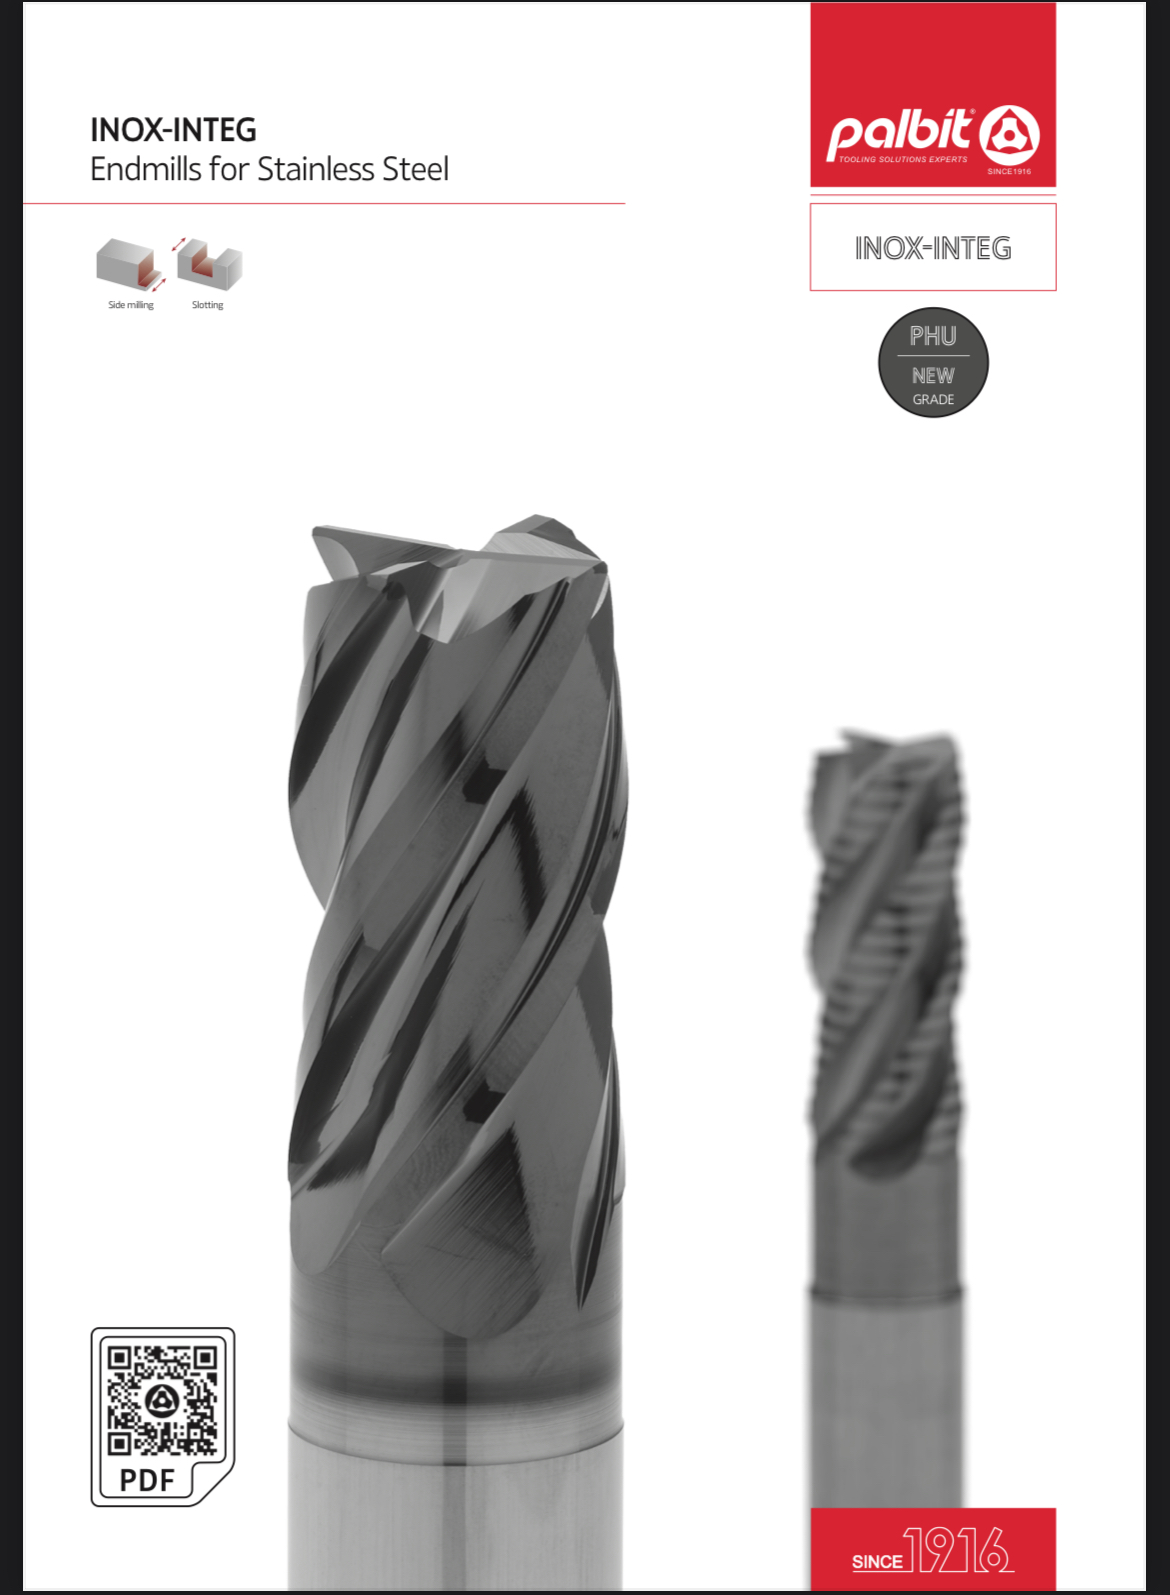 INOX-INTEG
Endmills for Stainless Steel
palbit®
TOOLING SOLUTIONS EXPERTS
SINCE1916
INOX-INTEG
Side milling
Slotting
PHU
NEW
GRADE
PDF
SINCE 1916